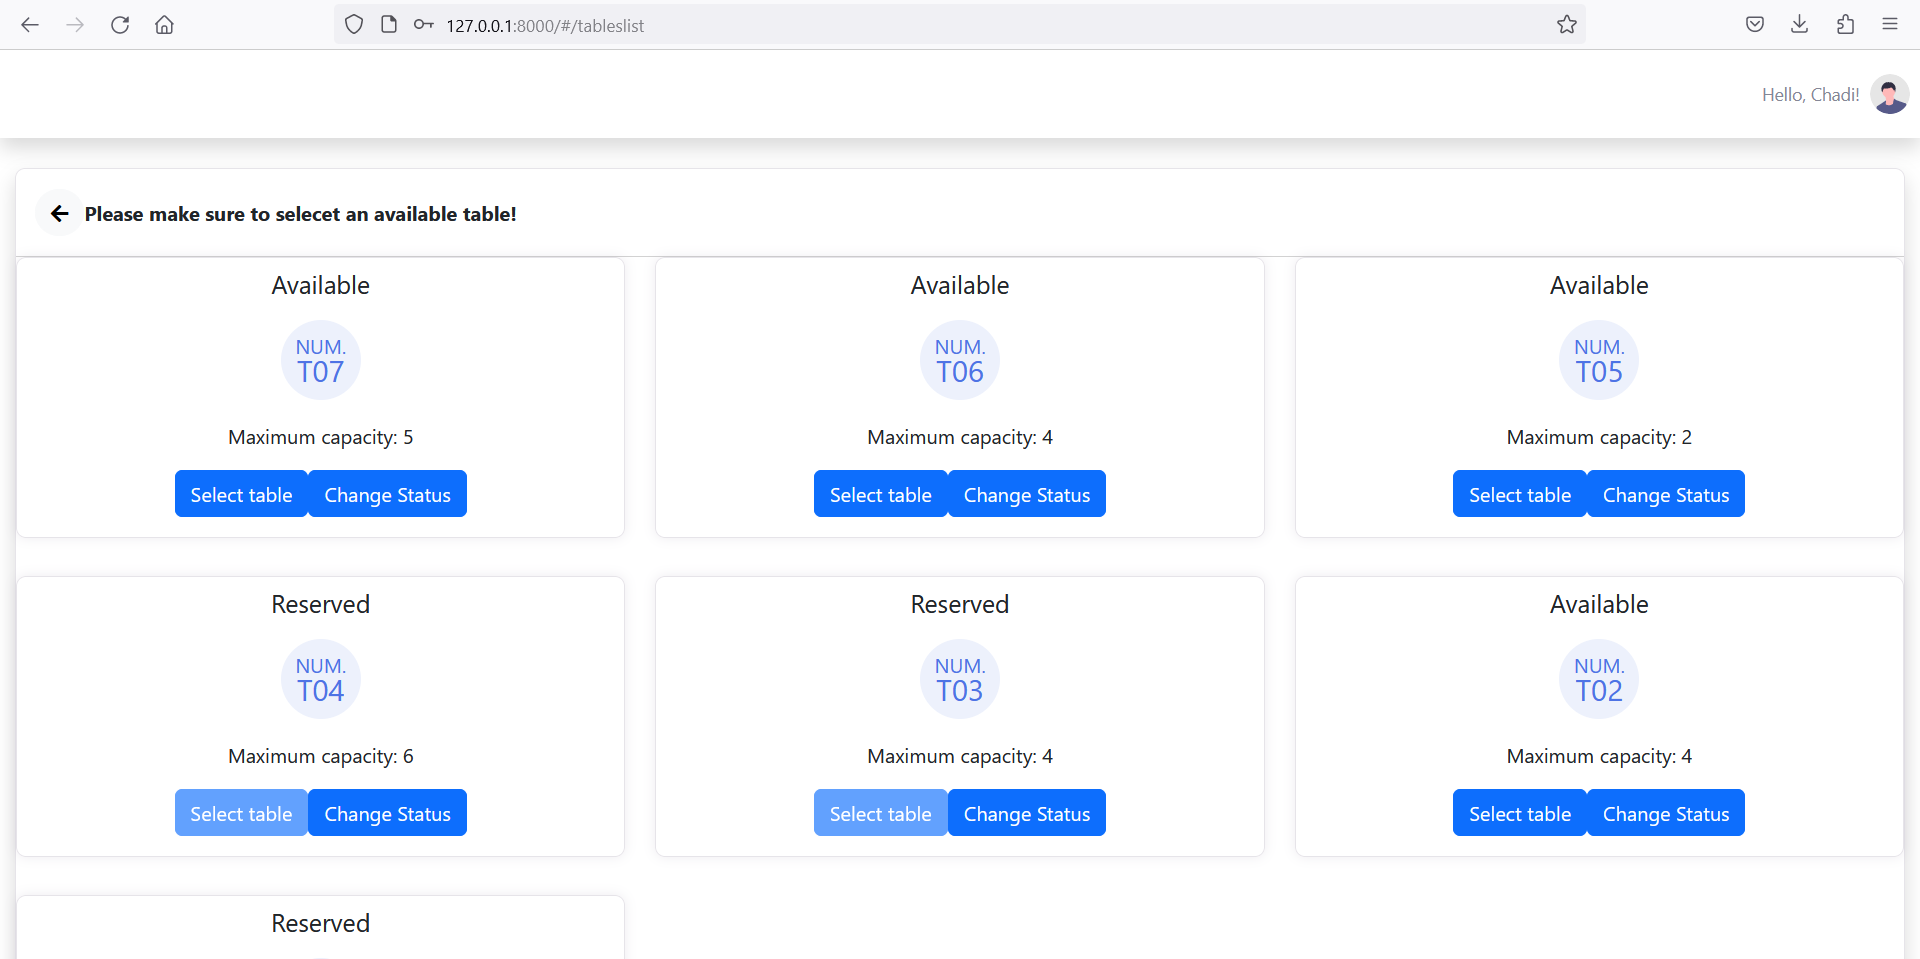 127.0.0.1:8000/#/tableslist
Hello, Chadi!
Please make sure to selecet an available table!
Available
NUM.
T07
Maximum capacity: 5
Select table Change Status
Available
NUM.
T06
Maximum capacity: 4
Select table Change Status
Available
NUM.
T05
Maximum capacity: 2
Select table Change Status
Reserved
NUM.
T04
Maximum capacity: 6
Select table Change Status
Reserved
NUM.
T03
Maximum capacity: 4
Select table Change Status
Available
NUM.
T02
Maximum capacity: 4
Select table Change Status
Reserved